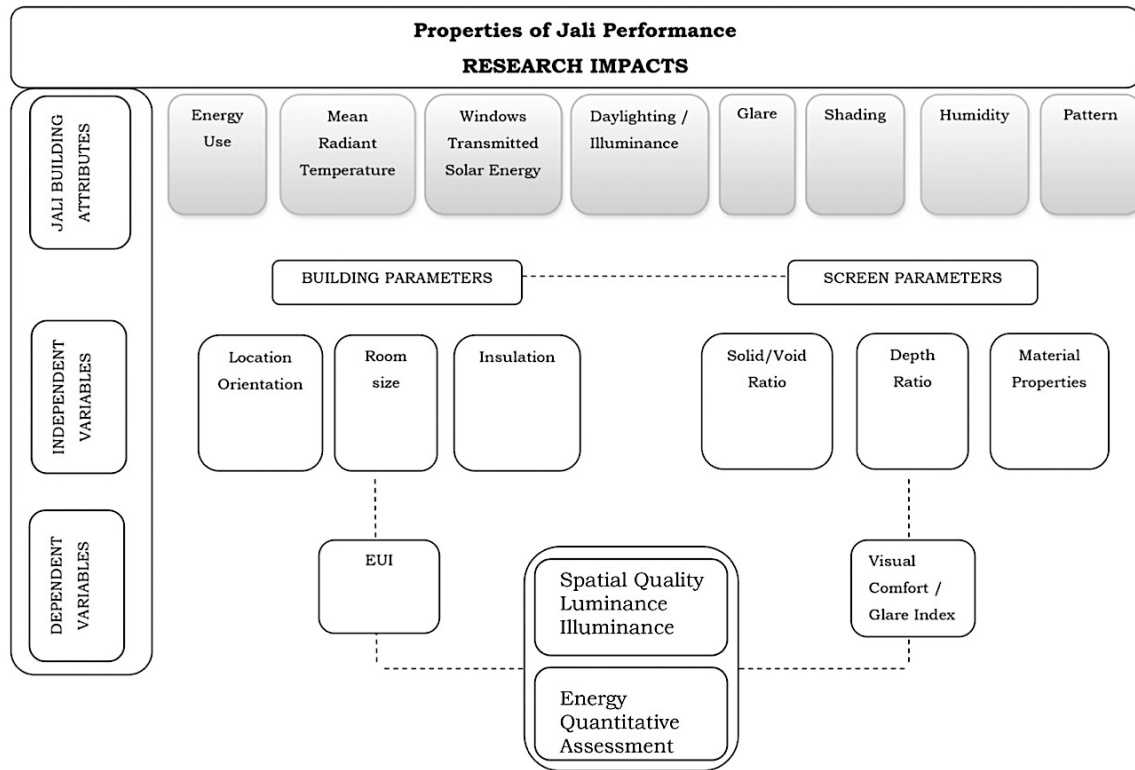 Properties of Jali Performance
RESEARCH IMPACTS
JALI BUILDING
ATTRIBUTES
Energy
Use
Mean
Radiant
Temperature
Windows
Transmitted
Solar Energy
Daylighting /
Illuminance
Glare
Shading
Humidity
Pattern
BUILDING PARAMETERS
SCREEN PARAMETERS
INDEPENDENT
VARIABLES
Location
Orientation
Room
size
Insulation
Solid/Void
Ratio
Depth
Ratio
Material
Properties
DEPENDENT
VARIABLES
EUI
Spatial Quality
Luminance
Illuminance
Energy
Quantitative
Assessment
Visual
Comfort /
Glare Index